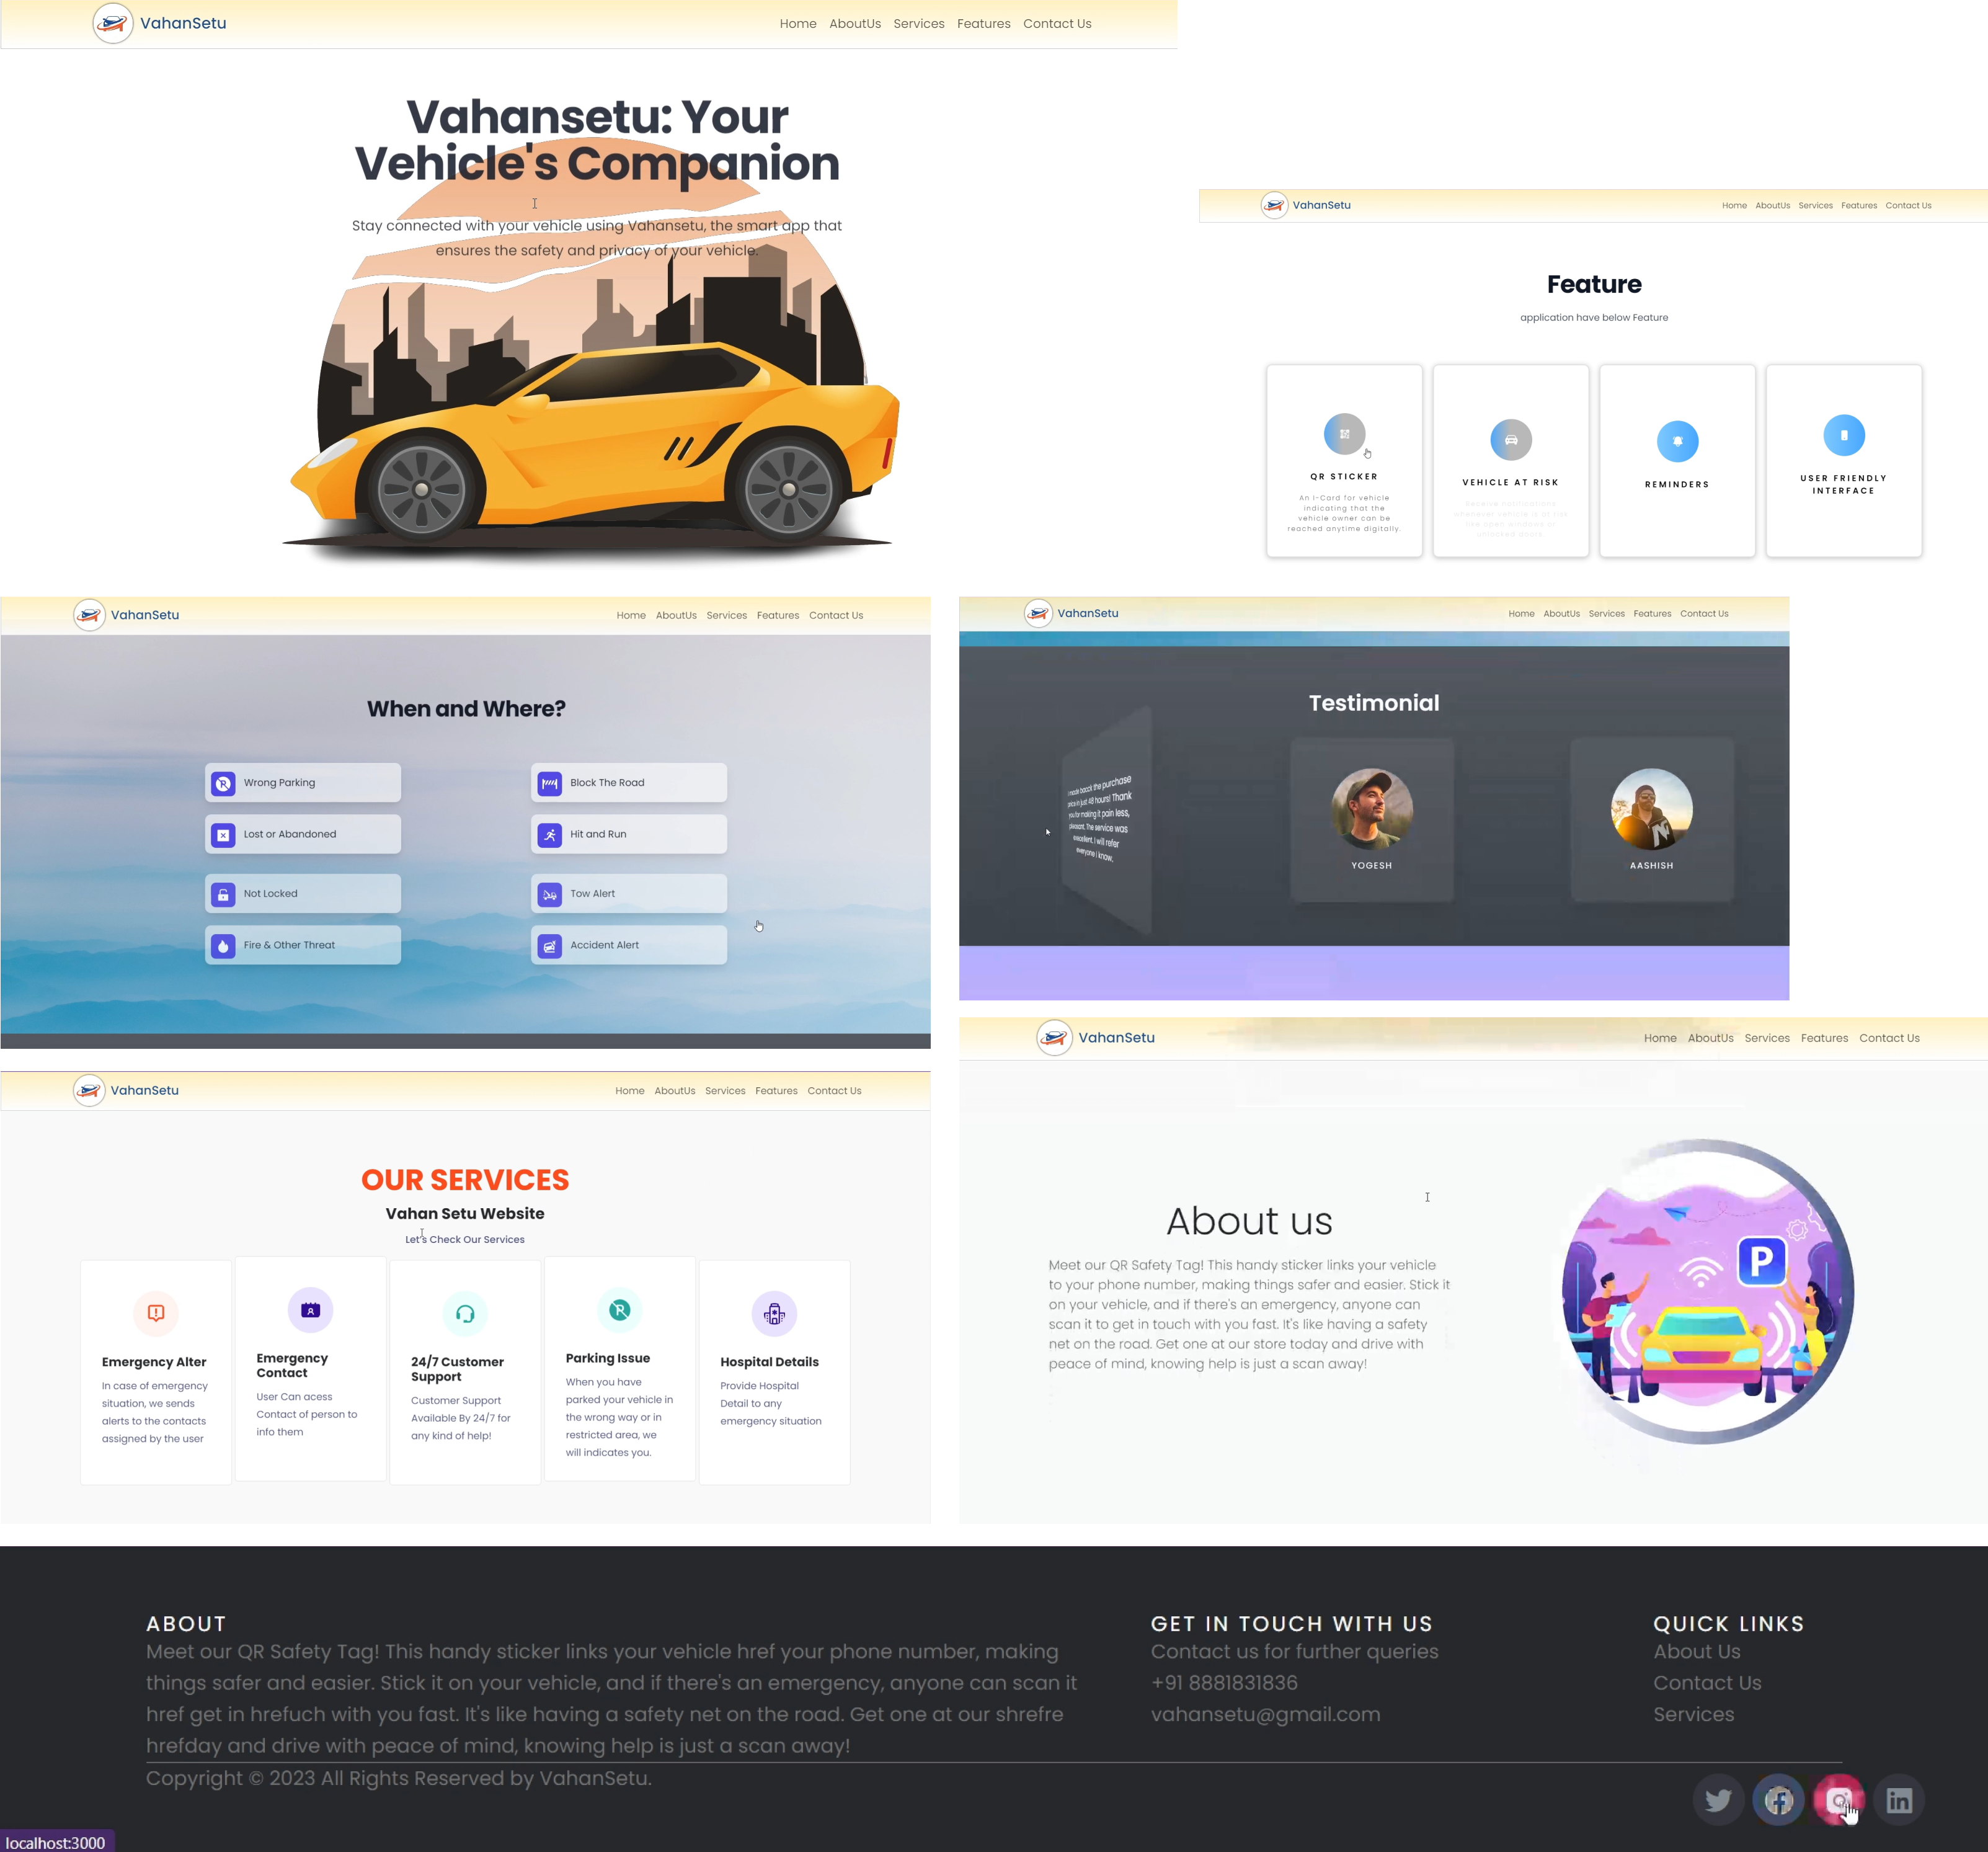 VahanSetu
Home AboutUs Services Features Contact Us
Vahansetu: Your
Vehicle's Companion
Stay connected with your vehicle using Vahansetu, the smart app that
ensures the safety and privacy of your vehicle.
VahanSetu
Home AboutUs Services Features Contact Us
Feature
application have below Feature
QR STICKER
An I-Card for vehicle
indicating that the
vehicle owner can be
reached anytime digitally.
VEHICLE AT RISK
Receive notifications
whenever vehicle is at risk
like open windows or
unlocked doors.
REMINDERS
USER FRIENDLY
INTERFACE
VahanSetu
Home AboutUs Services Features Contact Us
When and Where?
Wrong Parking
Block The Road
Lost or Abandoned
Hit and Run
Not Locked
Tow Alert
Fire & Other Threat
Accident Alert
VahanSetu
Home AboutUs Services Features Contact Us
Testimonial
I made bacck the purchase
price in just 48 hours! Thank
you for making it pain less,
pleasant. The service was
execellent. I will refer
everyone I know.
YOGESH
AASHISH
VahanSetu
Home AboutUs Services Features Contact Us
OUR SERVICES
Vahan Setu Website
Let's Check Our Services
Emergency Alter
In case of emergency
situation, we sends
alerts to the contacts
assigned by the user
Emergency
Contact
User Can acess
Contact of person to
info them
24/7 Customer
Support
Customer Support
Available By 24/7 for
any kind of help!
Parking Issue
When you have
parked your vehicle in
the wrong way or in
restricted area, we
will indicates you.
Hospital Details
Provide Hospital
Detail to any
emergency situation
VahanSetu
Home AboutUs Services Features Contact Us
About us
Meet our QR Safety Tag! This handy sticker links your vehicle
to your phone number, making things safer and easier. Stick it
on your vehicle, and if there's an emergency, anyone can
scan it to get in touch with you fast. It's like having a safety
net on the road. Get one at our store today and drive with
peace of mind, knowing help is just a scan away!
P
ABOUT
Meet our QR Safety Tag! This handy sticker links your vehicle href your phone number, making
things safer and easier. Stick it on your vehicle, and if there's an emergency, anyone can scan it
href get in hrefuch with you fast. It's like having a safety net on the road. Get one at our shrefre
hrefday and drive with peace of mind, knowing help is just a scan away!
GET IN TOUCH WITH US
Contact us for further queries
+91 8881831836
vahansetu@gmail.com
QUICK LINKS
About Us
Contact Us
Services
Copyright © 2023 All Rights Reserved by VahanSetu.
localhost:3000